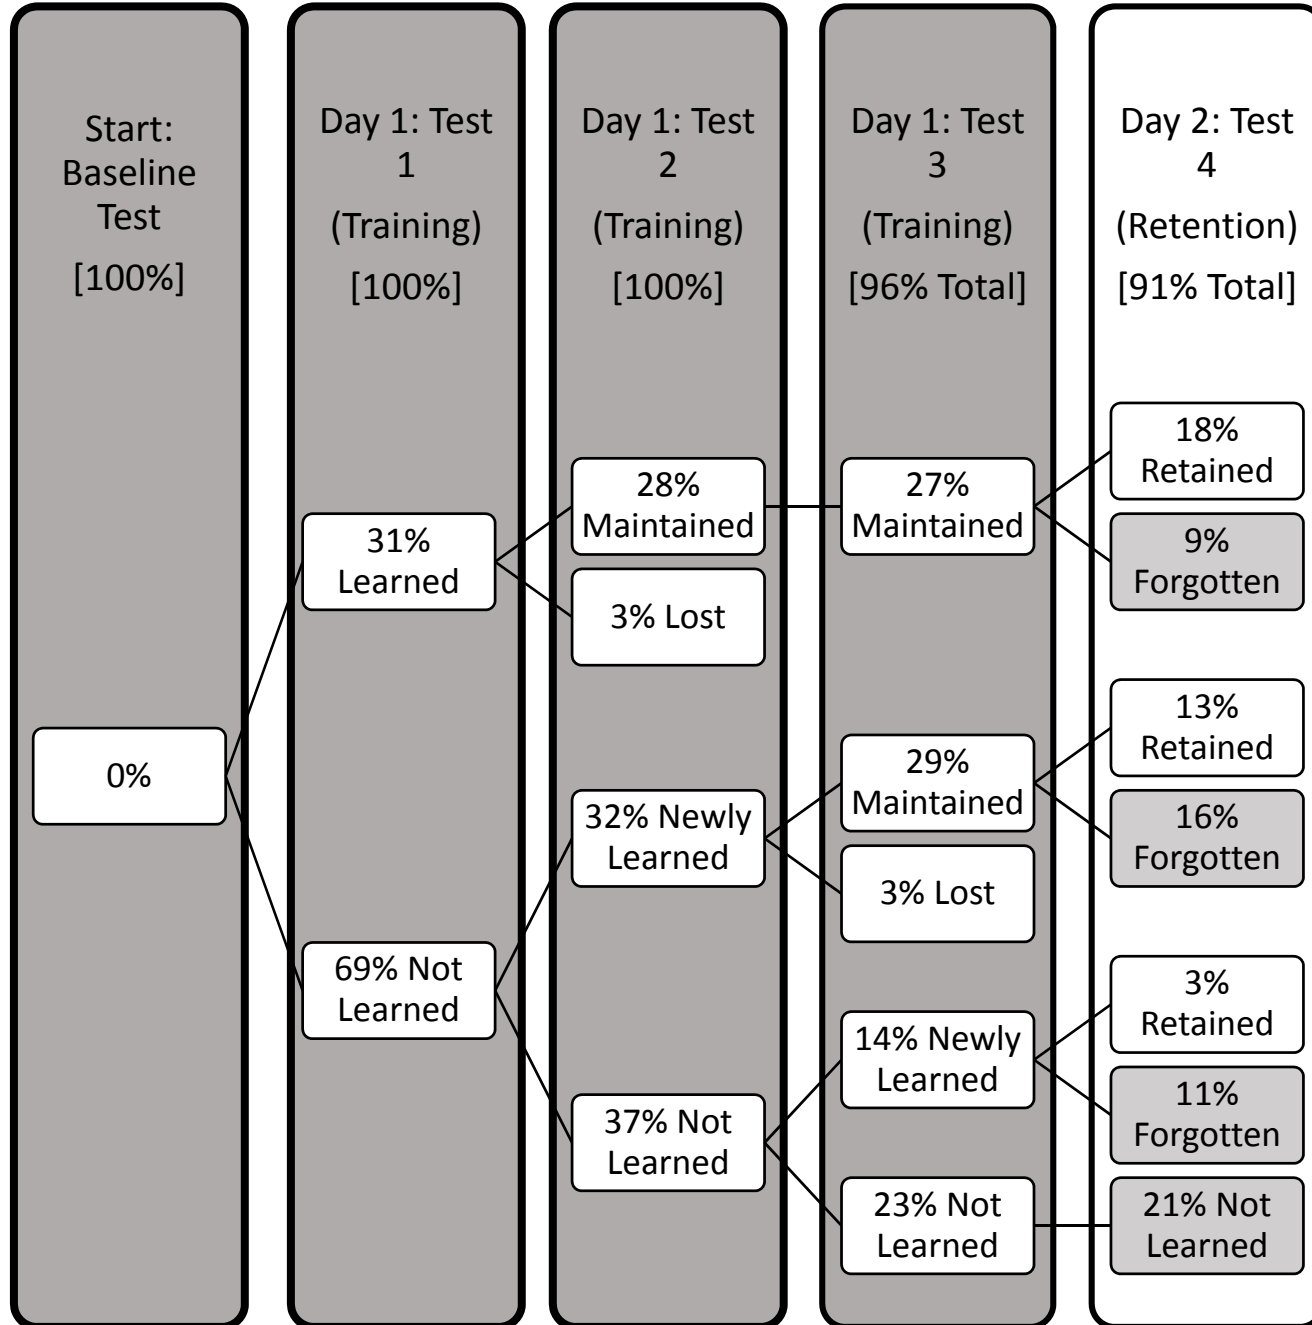 Start:
Baseline
Test
[100%]
0%
Day 1: Test
1
(Training)
[100%]
31%
Learned
69% Not
Learned
Day 1: Test
2
(Training)
[100%]
28%
Maintained
3% Lost
32% Newly
Learned
37% Not
Learned
Day 1: Test
3
(Training)
[96% Total]
27%
Maintained
29%
Maintained
3% Lost
14% Newly
Learned
23% Not
Learned
Day 2: Test
4
(Retention)
[91% Total]
18%
Retained
9%
Forgotten
13%
Retained
16%
Forgotten
3%
Retained
11%
Forgotten
21% Not
Learned